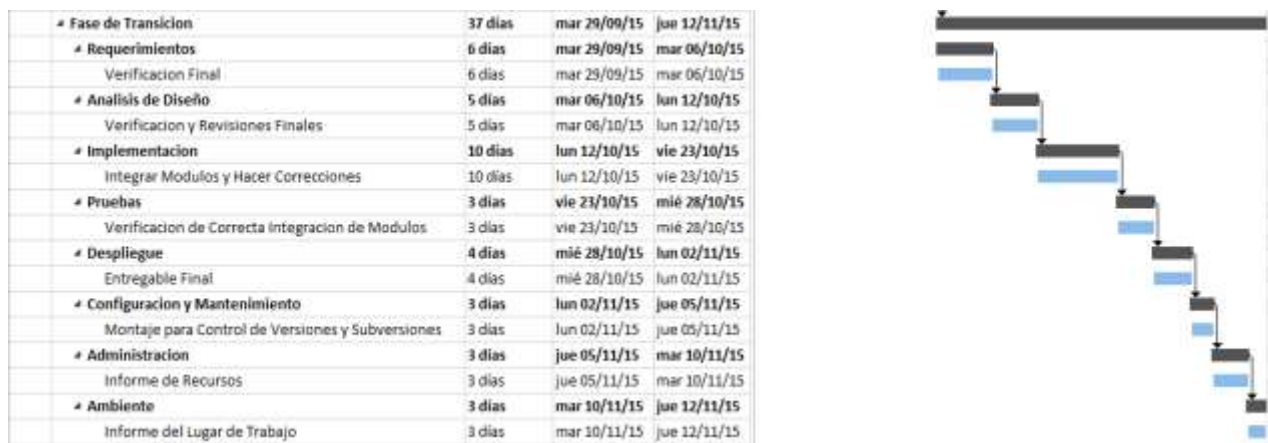 Fase de Transicion 37 días mar 29/09/15 jue 12/11/15
Requerimientos 6 días mar 29/09/15 mar 06/10/15
Verificacion Final 6 días mar 29/09/15 mar 06/10/15
Analisis de Diseño 5 días mar 06/10/15 lun 12/10/15
Verificacion y Revisiones Finales 5 días mar 06/10/15 lun 12/10/15
Implementacion 10 días lun 12/10/15 vie 23/10/15
Integrar Modulos y Hacer Correcciones 10 días lun 12/10/15 vie 23/10/15
Pruebas 3 días vie 23/10/15 mié 28/10/15
Verificacion de Correcta Integracion de Modulos 3 días vie 23/10/15 mié 28/10/15
Despliegue 4 días mié 28/10/15 lun 02/11/15
Entregable Final 4 días mié 28/10/15 lun 02/11/15
Configuracion y Mantenimiento 3 días lun 02/11/15 jue 05/11/15
Montaje para Control de Versiones y Subversiones 3 días lun 02/11/15 jue 05/11/15
Administracion 3 días jue 05/11/15 mar 10/11/15
Informe de Recursos 3 días jue 05/11/15 mar 10/11/15
Ambiente 3 días mar 10/11/15 jue 12/11/15
Informe del Lugar de Trabajo 3 días mar 10/11/15 jue 12/11/15